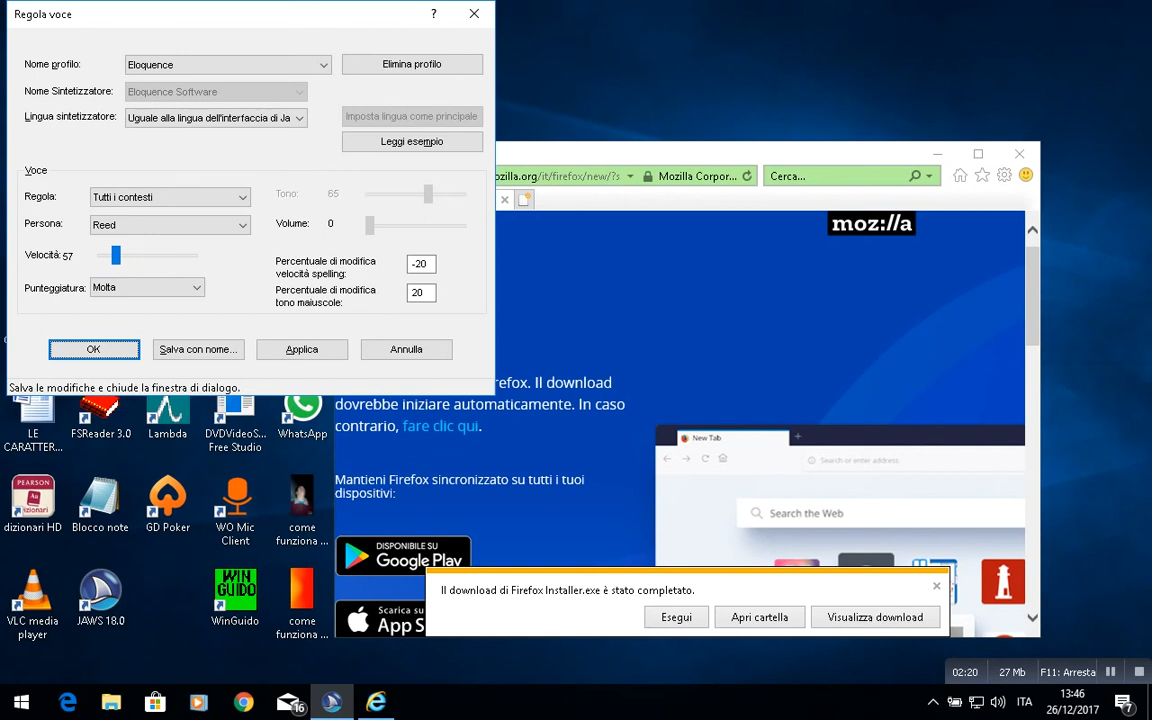 Regola voce
?
Nome profilo:
Eloquence
Elimina profilo
Nome Sintetizzatore:
Eloquence Software
Lingua sintetizzatore:
Uguale alla lingua dell'interfaccia di Ja
Imposta lingua come principale
Leggi esempio
Voce
Regola:
Tutti i contesti
Tono: 65
Persona:
Reed
Volume: 0
Velocità: 57
Percentuale di modifica
velocità spelling:
-20
Punteggiatura:
Molta
Percentuale di modifica
tono maiuscole:
20
OK
Salva con nome...
Applica
Annulla
Salva le modifiche e chiude la finestra di dialogo.
ozilla.org/it/firefox/new/?s
Mozilla Corpor...
Cerca...
moz://a
refox. Il download
dovrebbe iniziare automaticamente. In caso
contrario, fare clic qui.
Mantieni Firefox sincronizzato su tutti i tuoi
dispositivi:
DISPONIBILE SU
Google Play
Scarica su
App S
New Tab
Search or enter address
Search the Web
Il download di Firefox Installer.exe è stato completato.
Esegui
Apri cartella
Visualizza download
LE
CARATTER...
FSReader 3.0
Lambda
DVDVideoS...
Free Studio
WhatsApp
PEARSON
Dizionari
dizionari HD
Blocco note
GD Poker
WO Mic
Client
come
funziona ...
VLC media
player
JAWS 18.0
WIN
GUIDO
WinGuido
come
funziona ...
02:20
27 Mb
F11: Arresta
16
ITA
13:46
26/12/2017
7